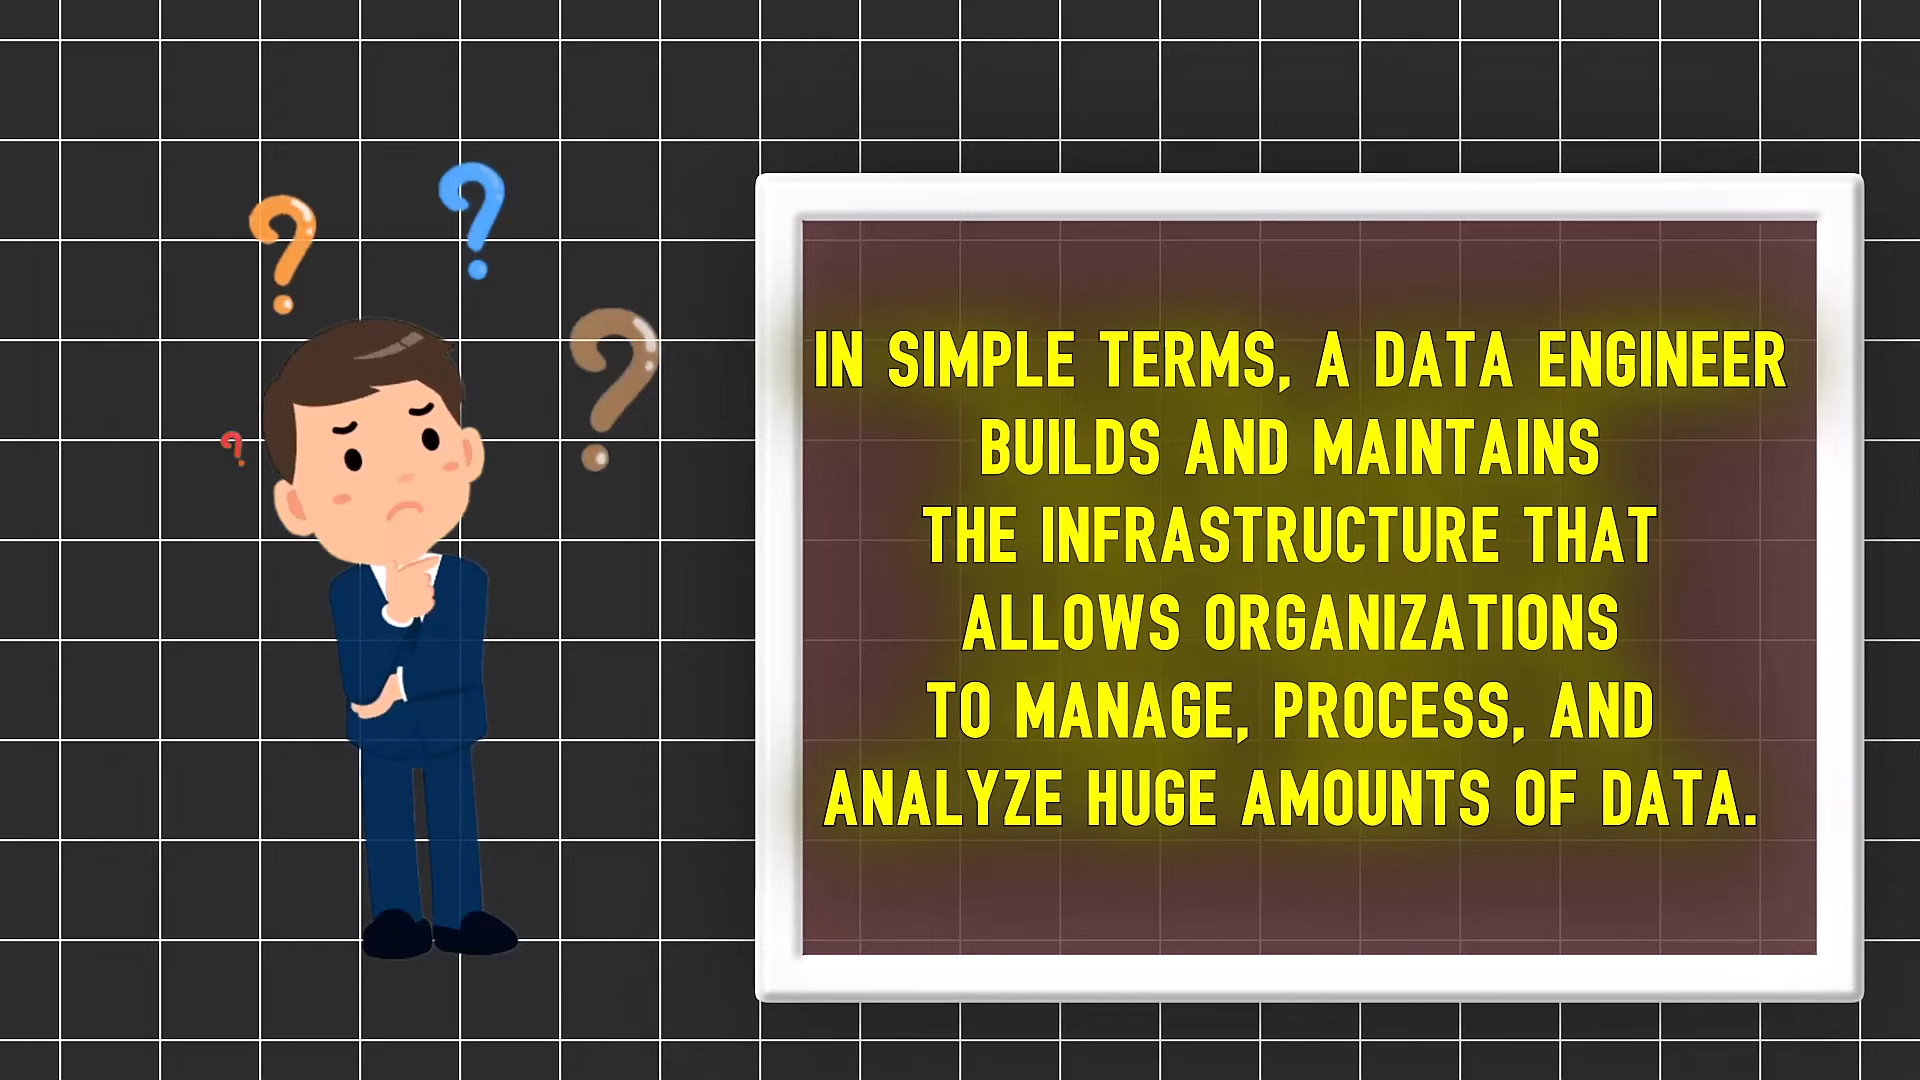 IN SIMPLE TERMS, A DATA ENGINEER
BUILDS AND MAINTAINS
THE INFRASTRUCTURE THAT
ALLOWS ORGANIZATIONS
TO MANAGE, PROCESS, AND
ANALYZE HUGE AMOUNTS OF DATA.